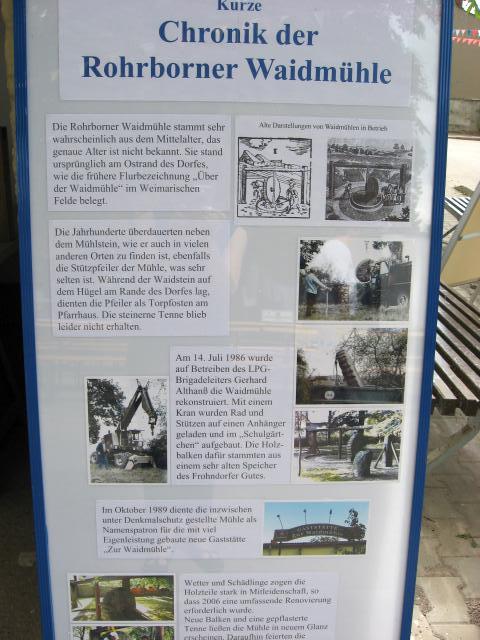 Kurze
Chronik der
Rohrborner Waidmühle
Die Rohrborner Waidmühle stammt sehr
wahrscheinlich aus dem Mittelalter, das
genaue Alter ist nicht bekannt. Sie stand
ursprünglich am Ostrand des Dorfes,
wie die frühere Flurbezeichnung „Über
der Waidmühle“ im Weimarischen
Felde belegt.
Alte Darstellungen von Waidmühlen in Betrieb
Die Jahrhunderte überdauerten neben
dem Mühlstein, wie er auch in vielen
anderen Orten zu finden ist, ebenfalls
die Stützpfeiler der Mühle, was sehr
selten ist. Während der Waidstein auf
dem Hügel am Rande des Dorfes lag,
dienten die Pfeiler als Torpfosten am
Pfarrhaus. Die steinerne Tenne blieb
leider nicht erhalten.
Am 14. Juli 1986 wurde
auf Betreiben des LPG-
Brigadeleiters Gerhard
Althanß die Waidmühle
rekonstruiert. Mit einem
Kran wurden Rad und
Stützen auf einen Anhänger
geladen und im „Schulgärt-
chen“ aufgebaut. Die Holz-
balken dafür stammten aus
einem sehr alten Speicher
des Frohndorfer Gutes.
Im Oktober 1989 diente die inzwischen
unter Denkmalschutz gestellte Mühle als
Namenspatron für die mit viel
Eigenleistung gebaute neue Gaststätte
„Zur Waidmühle“.
GASTSTÄTTE
Zur Waidmühle
Wetter und Schädlinge zogen die
Holzteile stark in Mitleidenschaft, so
dass 2006 eine umfassende Renovierung
erforderlich wurde.
Neue Balken und eine gepflasterte
Tenne ließen die Mühle in neuem Glanz
erscheinen. Daraufhin feierten die